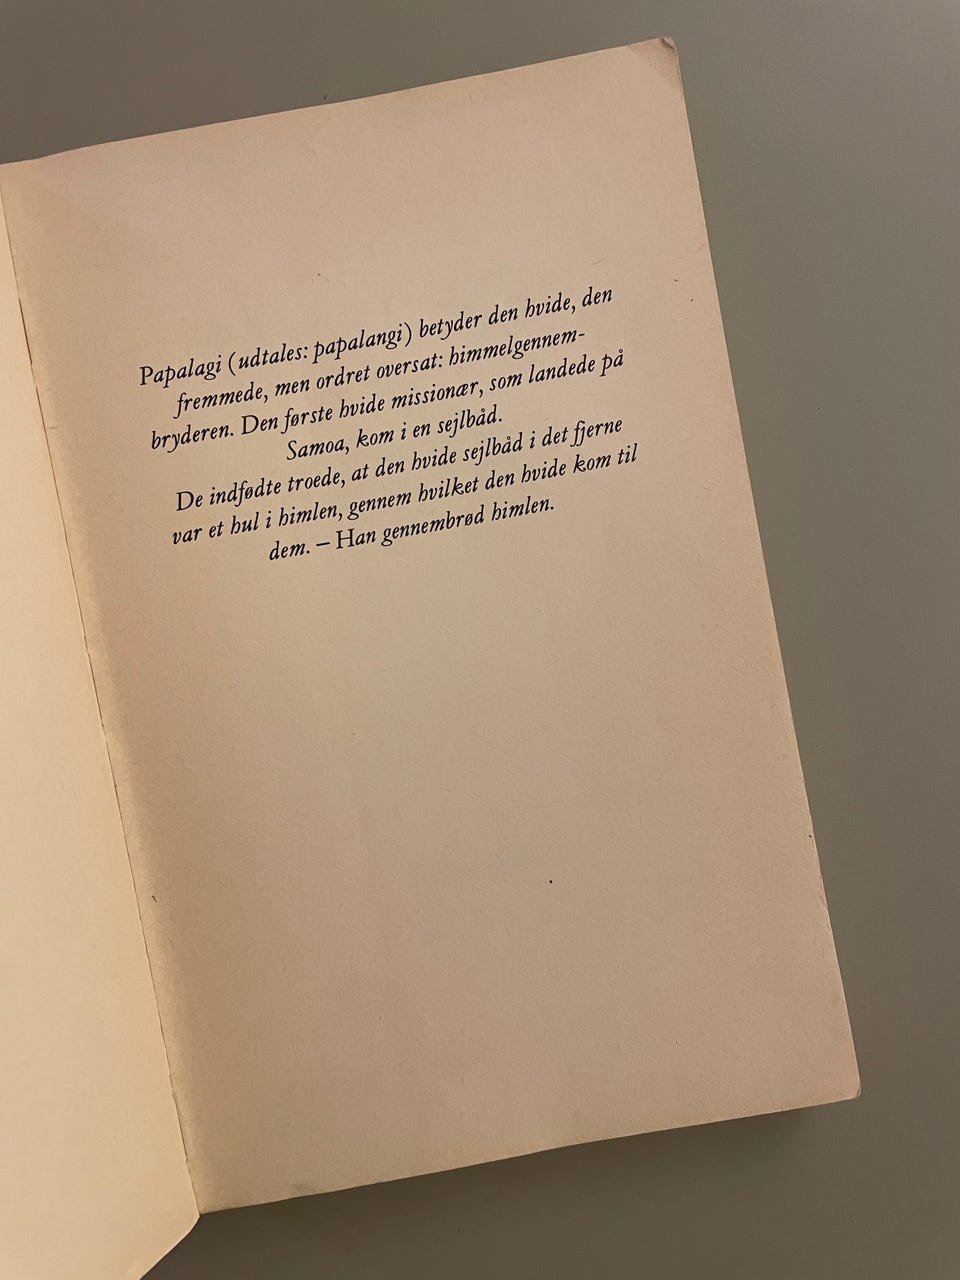 Papalagi (udtales: papalangi) betyder den hvide, den
fremmede, men ordret oversat: himmelgennem-
bryderen. Den første hvide missionær, som landede på
Samoa, kom i en sejlbåd.
De indfødte troede, at den hvide sejlbåd i det fjerne
var et hul i himlen, gennem hvilket den hvide kom til
dem. – Han gennembrød himlen.